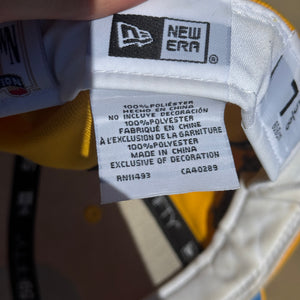 NEW
ERA
100% POLIÉSTER
HECHO EN CHINA
NO INCLUYE DECORACIÓN
100% POLYESTER
FABRIQUÉ EN CHINE
À L'EXCLUSION DE LA GARNITURE
100% POLYESTER
MADE IN CHINA
EXCLUSIVE OF DECORATION
RN11493 CA40289